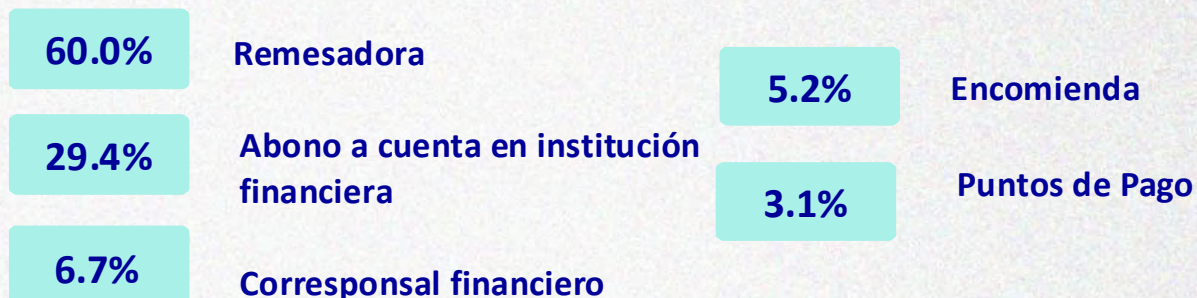 60.0%
Remesadora
29.4%
Abono a cuenta en institución
financiera
6.7%
Corresponsal financiero
5.2%
Encomienda
3.1%
Puntos de Pago